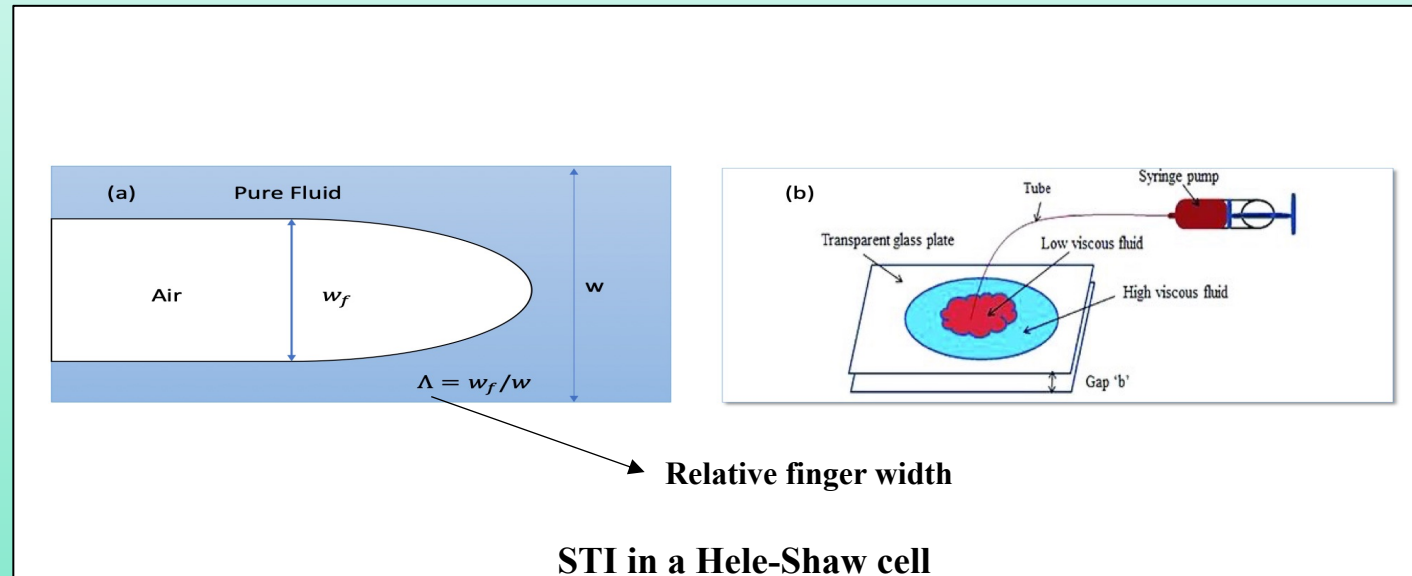 (a)
Pure Fluid
Air
w_f
w
Λ = w_f/w
(b)
Syringe pump
Tube
Transparent glass plate
Low viscous fluid
High viscous fluid
Gap ‘b’
Relative finger width
STI in a Hele-Shaw cell